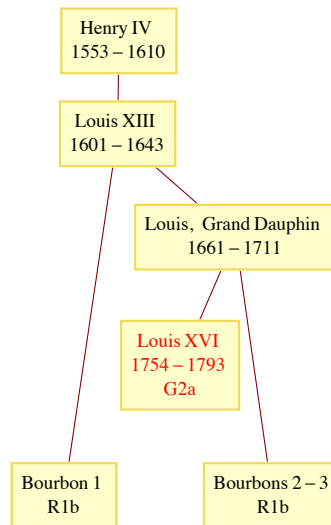 Henry IV
1553 – 1610
Louis XIII
1601 – 1643
Louis, Grand Dauphin
1661 – 1711
Louis XVI
1754 – 1793
G2a
Bourbon 1
R1b
Bourbons 2 – 3
R1b